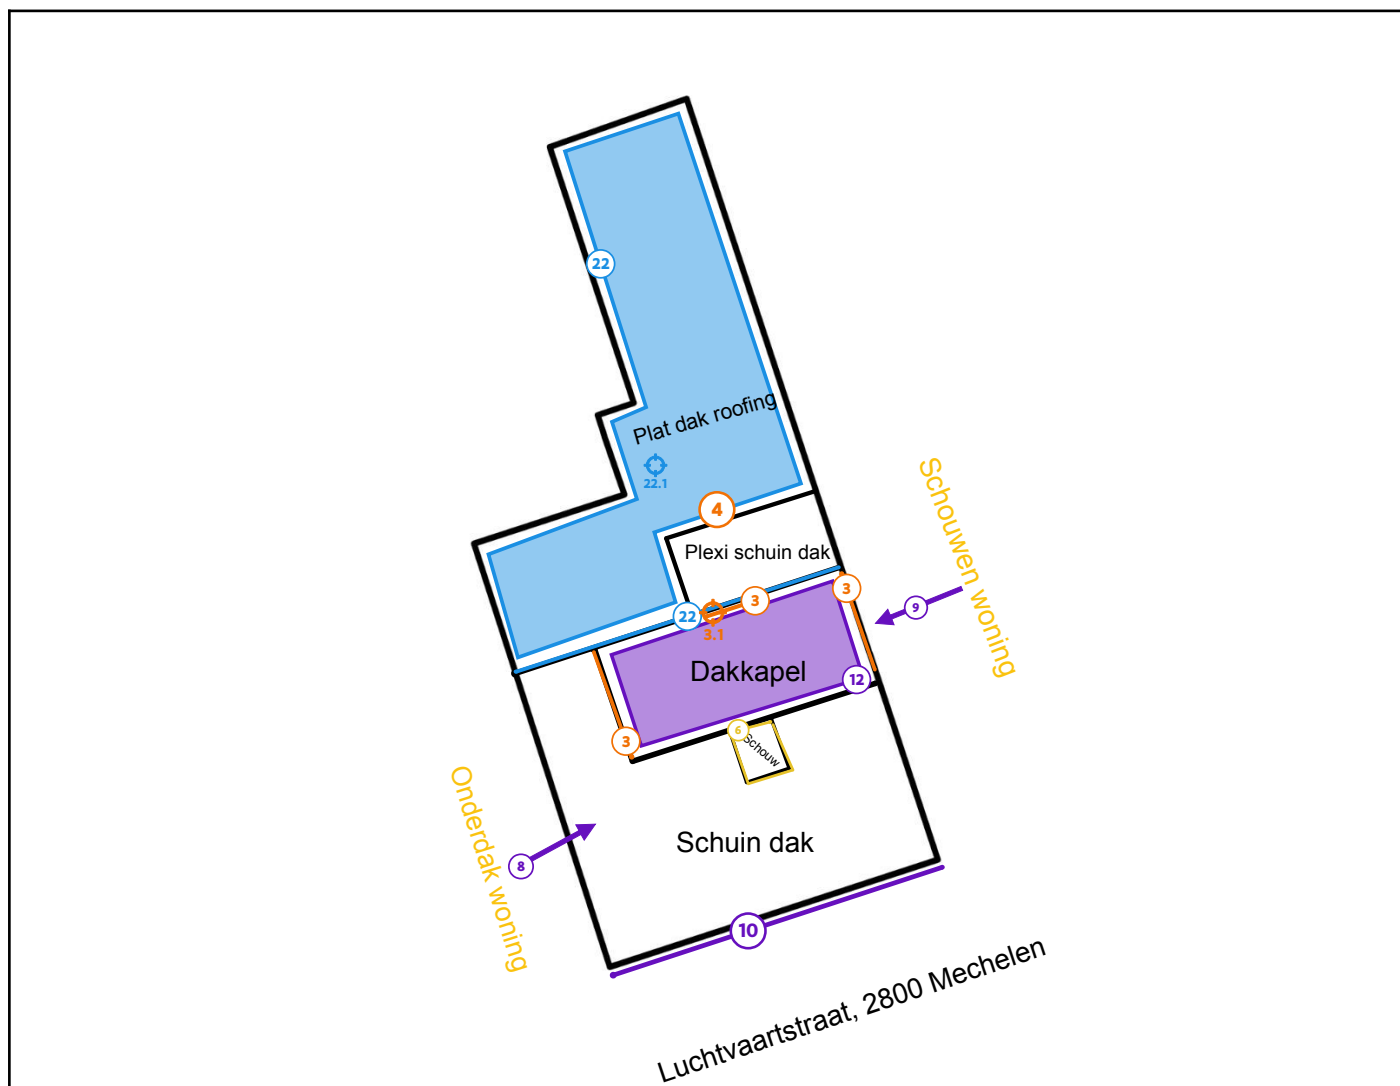 22
Plat dak roofing
22.1
4
Plexi schuin dak
Schouwen woning
3
3
22
3.1
9
Dakkapel
12
3
6
Schouw
Onderdak woning
8
Schuin dak
10
Luchtvaartstraat, 2800 Mechelen